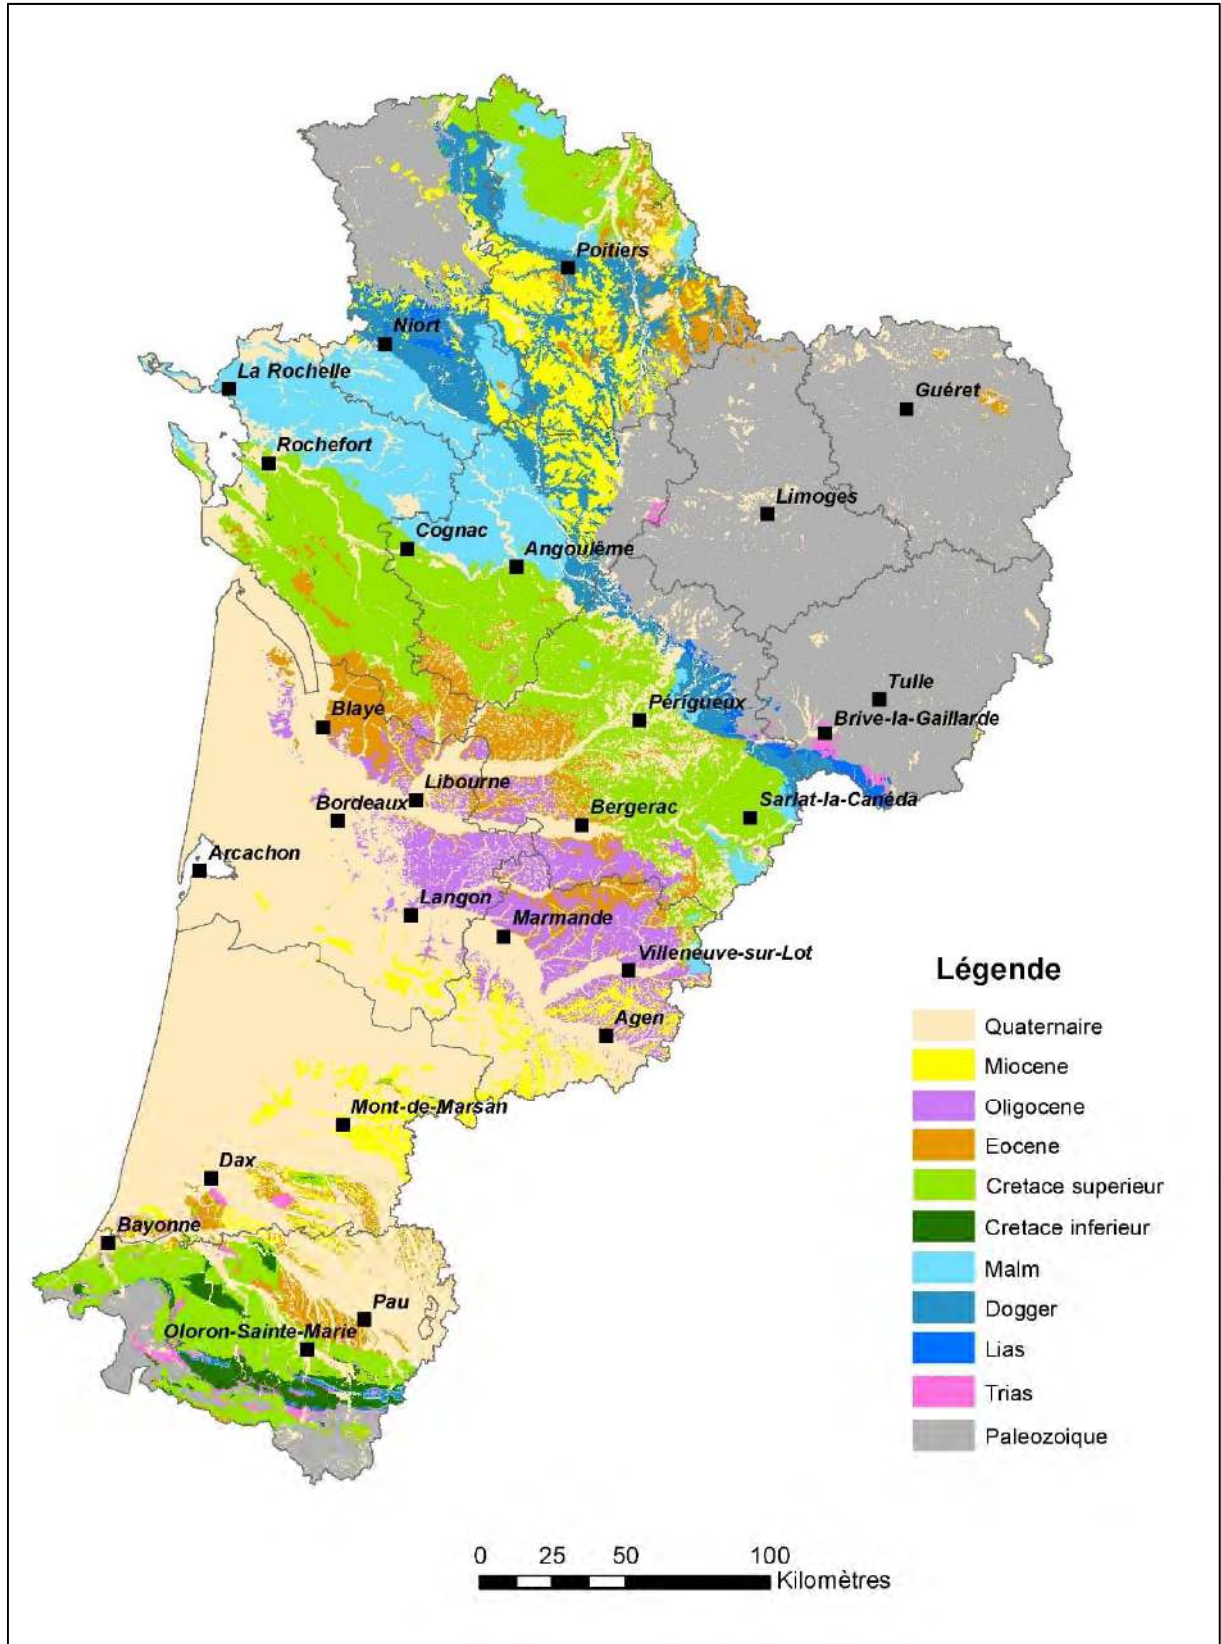 Poitiers
Niort
La Rochelle
Guéret
Rochefort
Limoges
Cognac
Angoulême
Tulle
Périgueux
Blaye
Brive-la-Gaillarde
Libourne
Bordeaux
Bergerac
Sarlat-la-Canéda
Arcachon
Langon
Marmande
Villeneuve-sur-Lot
Agen
Mont-de-Marsan
Dax
Bayonne
Pau
Oloron-Sainte-Marie
Légende
Quaternaire
Miocene
Oligocene
Eocene
Cretace superieur
Cretace inferieur
Malm
Dogger
Lias
Trias
Paleozoique
0 25 50 100
Kilomètres